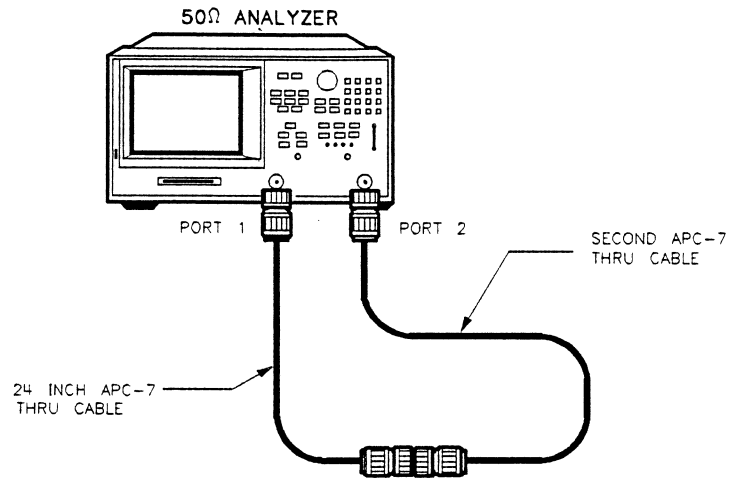 50Ω ANALYZER
PORT 1
PORT 2
SECOND APC-7
THRU CABLE
24 INCH APC-7
THRU CABLE